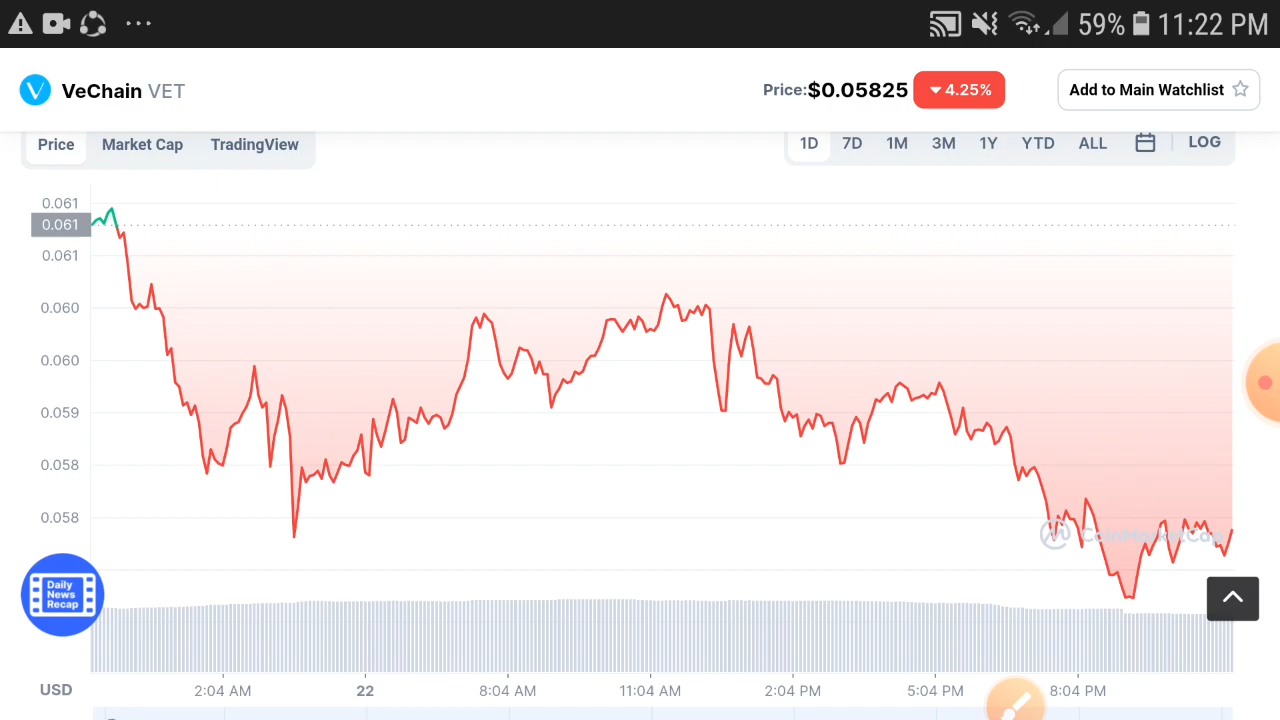 59% 11:22 PM
VeChain VET Price:$0.05825 4.25% Add to Main Watchlist
Price Market Cap TradingView 1D 7D 1M 3M 1Y YTD ALL LOG
0.061
0.061
0.061
0.060
0.060
0.059
0.058
0.058
CoinMarketCap
Daily
News
Recap
USD 2:04 AM 22 8:04 AM 11:04 AM 2:04 PM 5:04 PM 8:04 PM